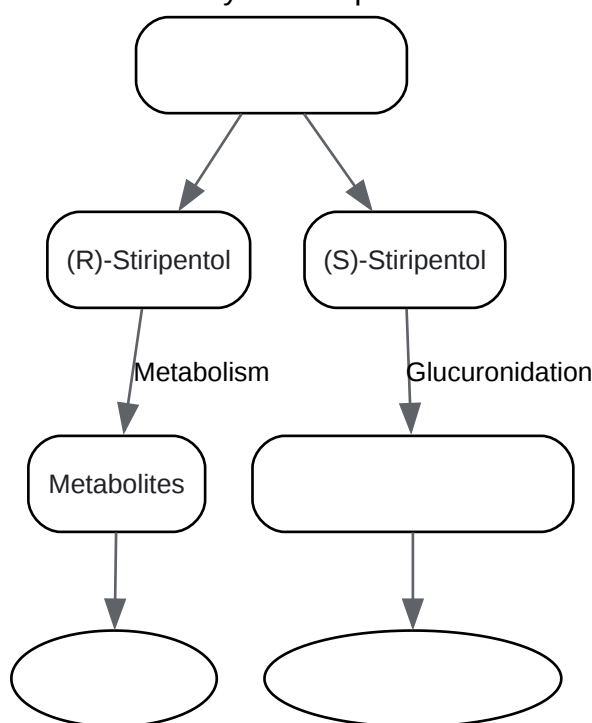 (R)-Stiripentol
(S)-Stiripentol
Metabolism
Glucuronidation
Metabolites